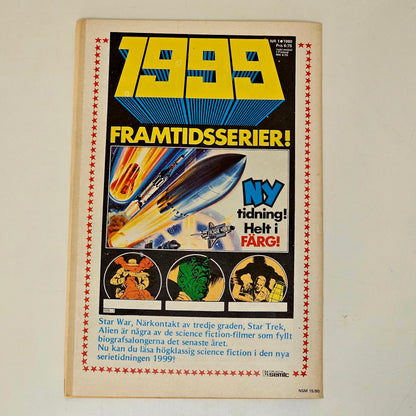 NR 1 • 1980
Pris 6:75
1999
FRAMTIDSSERIER!
NY
tidning!
Helt i
FÄRG!
Star War, Närkontakt av tredje graden, Star Trek,
Alien är några av de science fiction-filmer som fyllt
biografsalongerna det senaste året.
Nu kan du läsa högklassig science fiction i den nya
serietidningen 1999!
semic
NSM 15/80